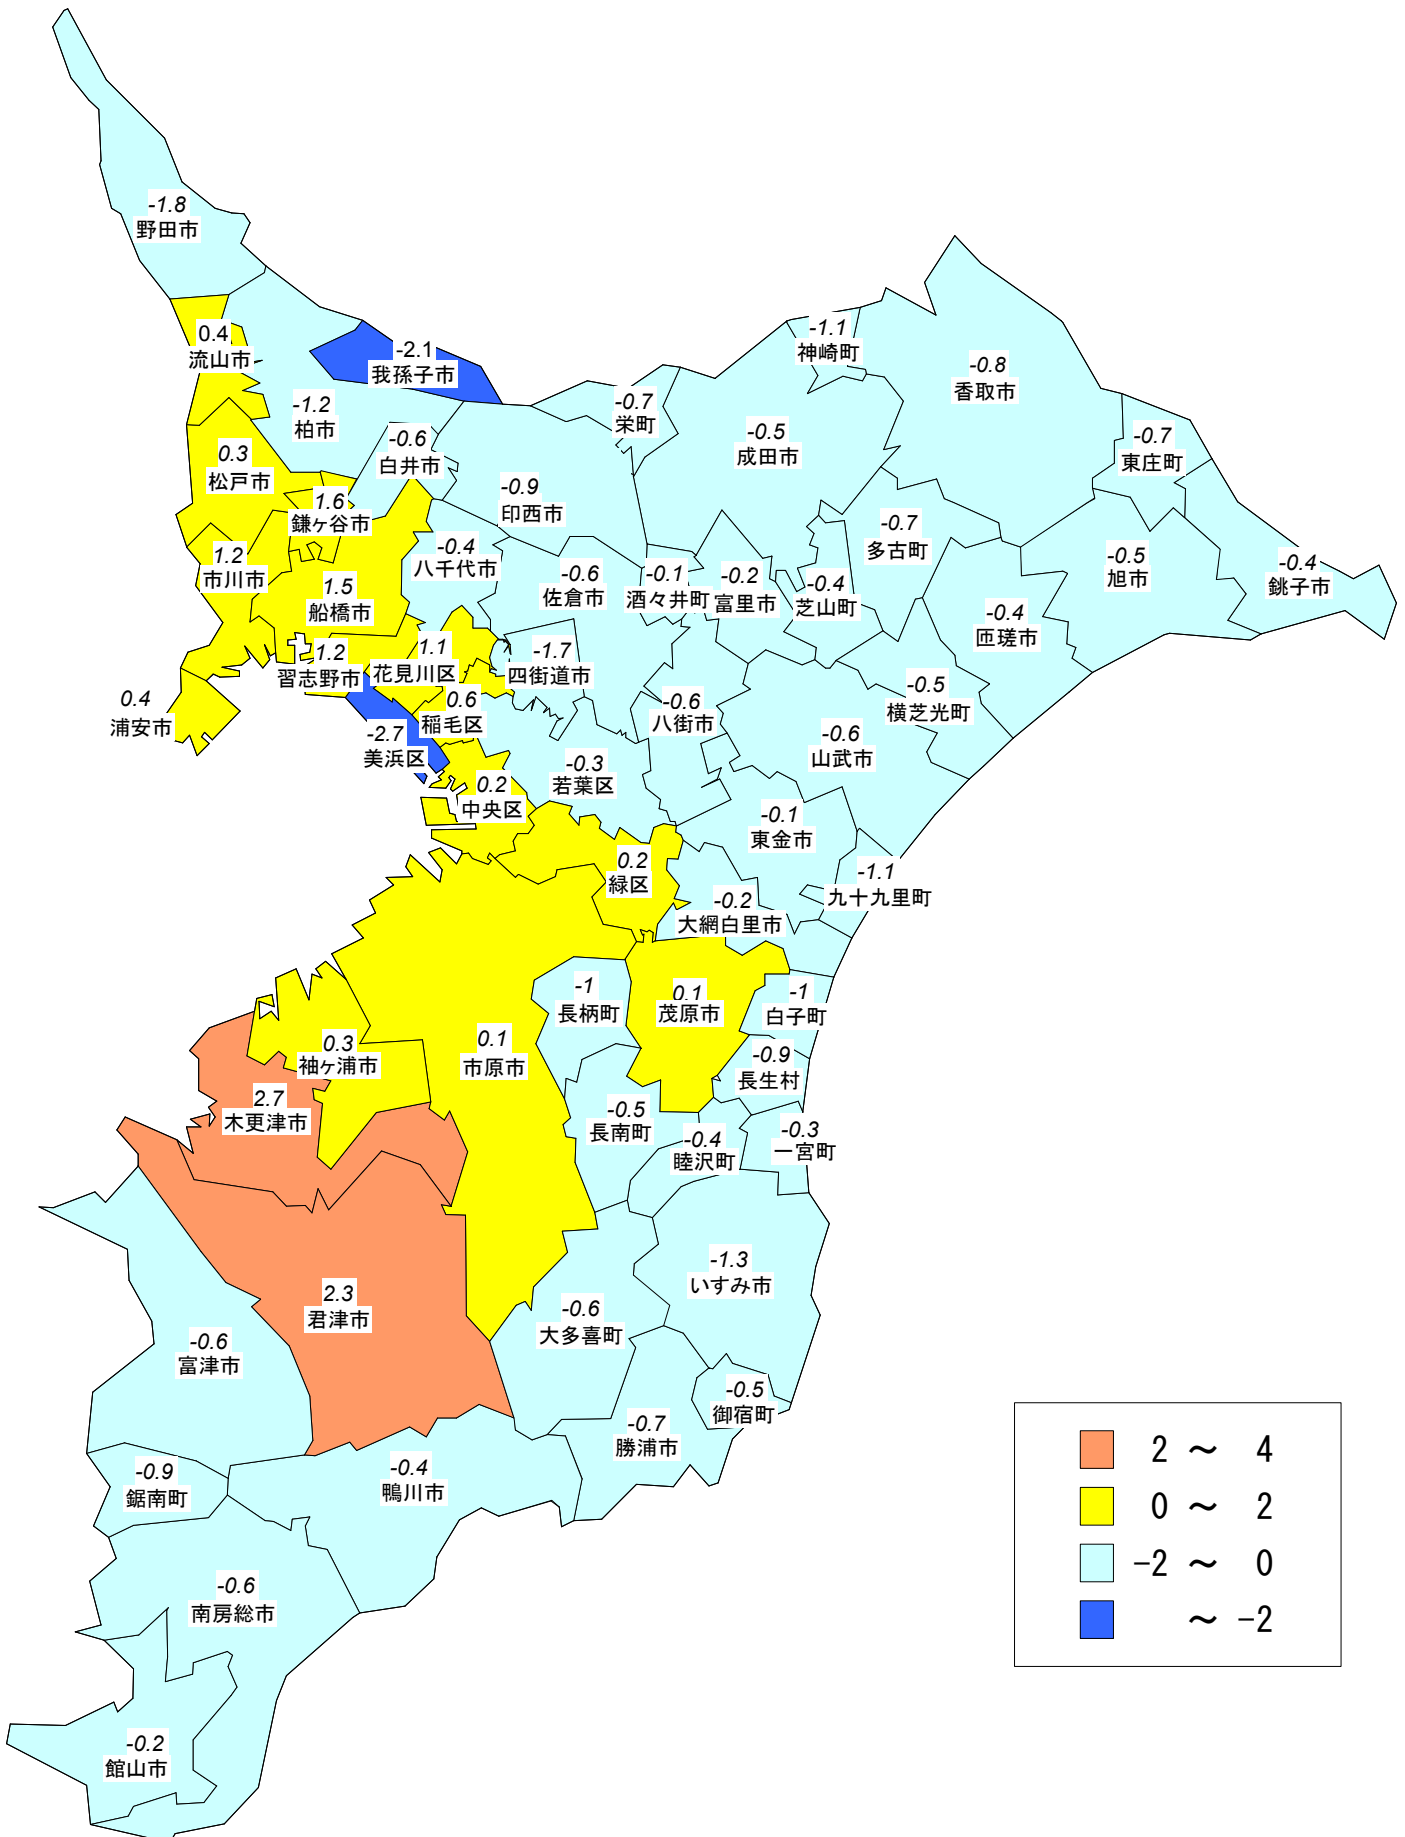 -1.8
野田市
0.4
流山市
-2.1
我孫子市
-1.2
柏市
-1.1
神崎町
-0.8
香取市
-0.7
栄町
-0.5
成田市
-0.7
東庄町
0.3
松戸市
-0.6
白井市
1.6
鎌ヶ谷市
-0.9
印西市
-0.7
多古町
-0.5
旭市
-0.4
銚子市
1.2
市川市
1.5
船橋市
-0.4
八千代市
-0.6
佐倉市
-0.1
酒々井町
-0.2
富里市
-0.4
芝山町
-0.4
匝瑳市
1.2
習志野市
1.1
花見川区
-1.7
四街道市
0.4
浦安市
-2.7
美浜区
0.6
稲毛区
-0.6
八街市
-0.5
横芝光町
-0.6
山武市
0.2
中央区
-0.3
若葉区
-0.1
東金市
0.2
緑区
-0.2
大網白里市
-1.1
九十九里町
-1
長柄町
0.1
茂原市
-1
白子町
0.3
袖ヶ浦市
0.1
市原市
-0.9
長生村
2.7
木更津市
-0.5
長南町
-0.4
睦沢町
-0.3
一宮町
-1.3
いすみ市
2.3
君津市
-0.6
大多喜町
-0.6
富津市
-0.5
御宿町
-0.7
勝浦市
-0.9
鋸南町
-0.4
鴨川市
-0.6
南房総市
-0.2
館山市
2 ～ 4
0 ～ 2
-2 ～ 0
～ -2